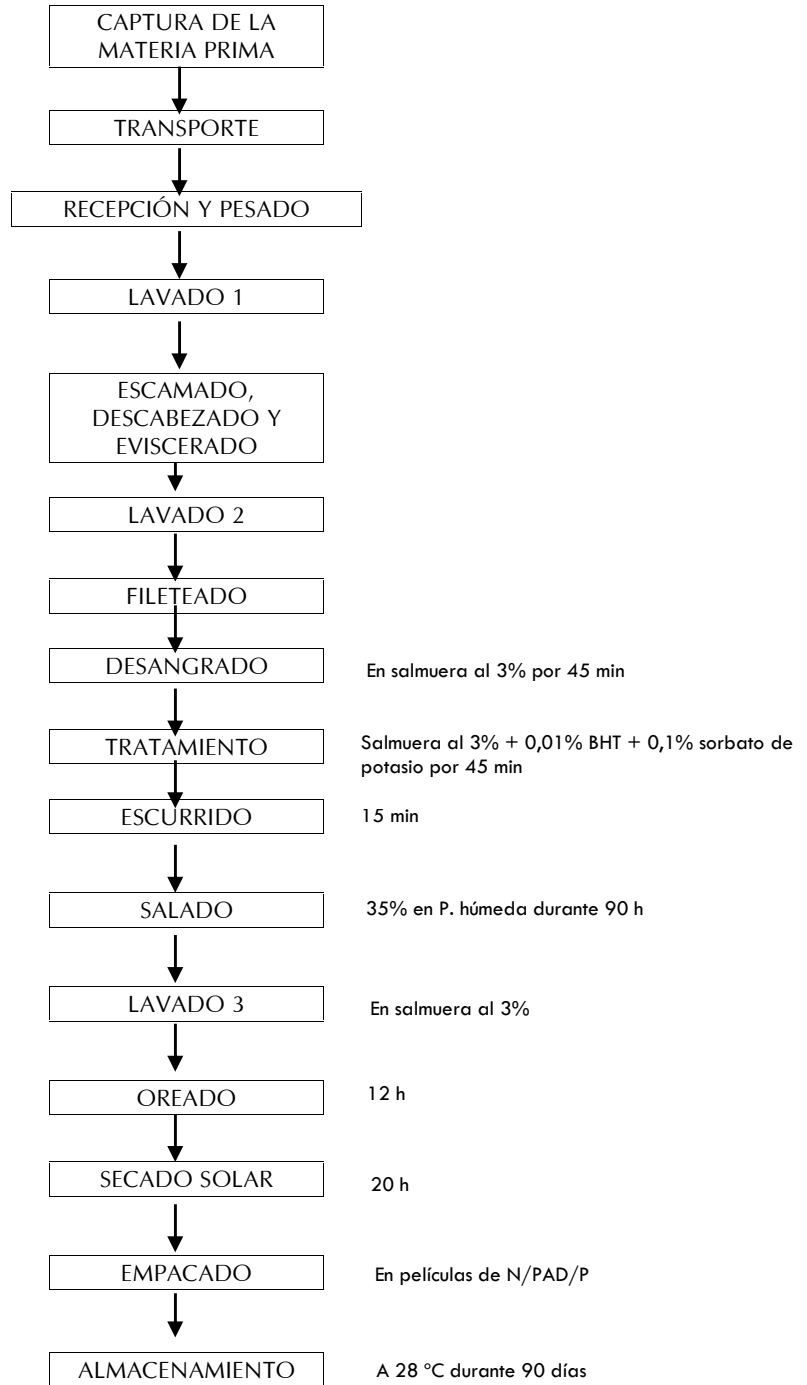 CAPTURA DE LA
MATERIA PRIMA
TRANSPORTE
RECEPCIÓN Y PESADO
LAVADO 1
ESCAMADO,
DESCABEZADO Y
EVISCERADO
LAVADO 2
FILETEADO
DESANGRADO
En salmuera al 3% por 45 min
TRATAMIENTO
Salmuera al 3% + 0,01% BHT + 0,1% sorbato de
potasio por 45 min
ESCURRIDO
15 min
SALADO
35% en P. húmeda durante 90 h
LAVADO 3
En salmuera al 3%
OREADO
12 h
SECADO SOLAR
20 h
EMPACADO
En películas de N/PAD/P
ALMACENAMIENTO
A 28 °C durante 90 días